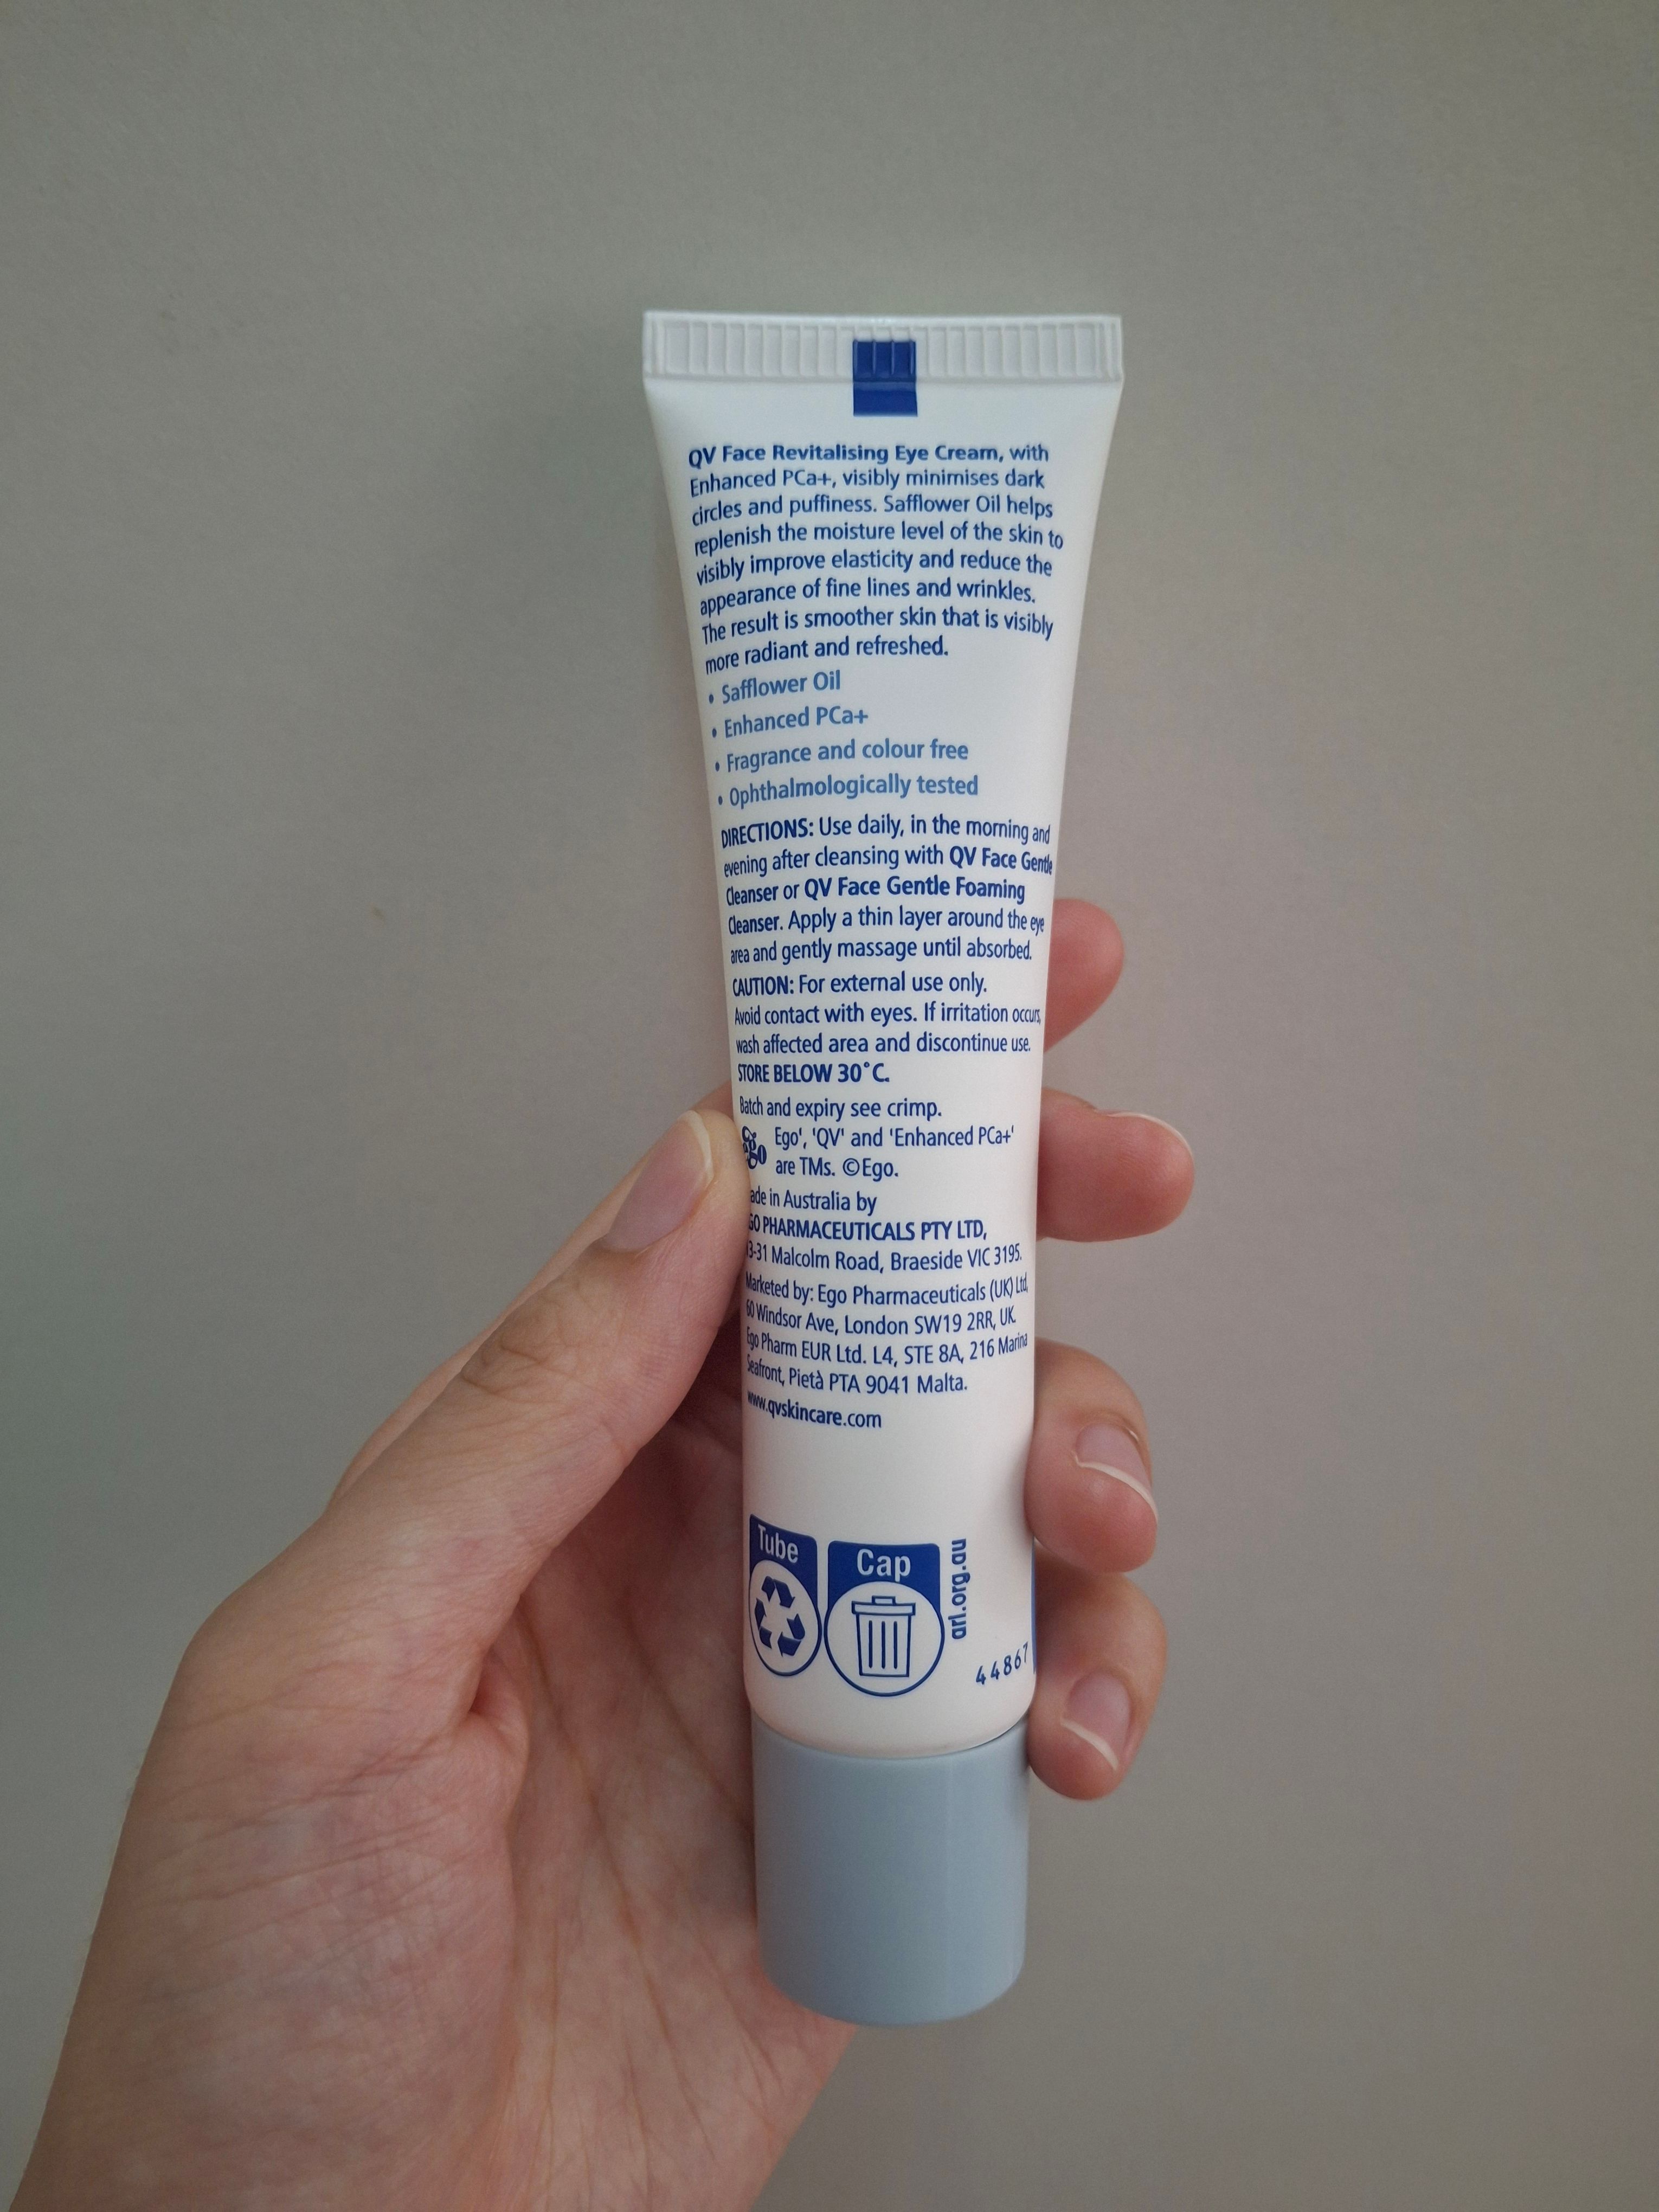 QV Face Revitalising Eye Cream, with
Enhanced PCa+, visibly minimises dark
circles and puffiness. Safflower Oil helps
replenish the moisture level of the skin to
visibly improve elasticity and reduce the
appearance of fine lines and wrinkles.
The result is smoother skin that is visibly
more radiant and refreshed.
• Safflower Oil
• Enhanced PCa+
• Fragrance and colour free
• Ophthalmologically tested
DIRECTIONS: Use daily, in the morning and
evening after cleansing with QV Face Gentle
Cleanser or QV Face Gentle Foaming
Cleanser. Apply a thin layer around the eye
area and gently massage until absorbed.
CAUTION: For external use only.
Avoid contact with eyes. If irritation occurs,
wash affected area and discontinue use.
STORE BELOW 30°C.
Batch and expiry see crimp.
ego
Ego', 'QV' and 'Enhanced PCa+'
are TMs. ©Ego.
ade in Australia by
GO PHARMACEUTICALS PTY LTD,
3-31 Malcolm Road, Braeside VIC 3195.
Marketed by: Ego Pharmaceuticals (UK) Ltd,
60 Windsor Ave, London SW19 2RR, UK.
Ego Pharm EUR Ltd. L4, STE 8A, 216 Marina
Seafront, Pietà PTA 9041 Malta.
www.qvskincare.com
Tube
Cap
arl.org.au
44867